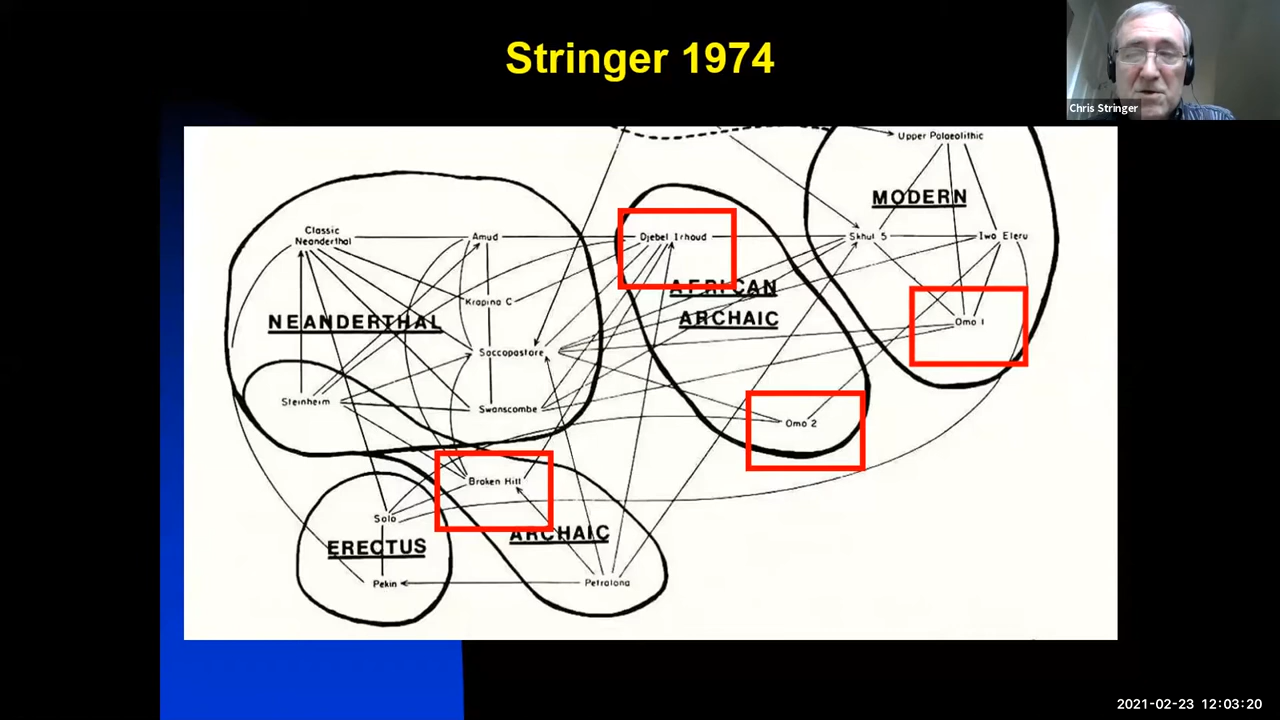 Stringer 1974
Chris Stringer
Upper Palaeolithic
MODERN
Classic
Neanderthal
Amud
Djebel Irhoud
Skhul 5
Iwo Eleru
AFRICAN
ARCHAIC
Krapina C
NEANDERTHAL
Omo 1
Saccopastore
Steinheim
Swanscombe
Omo 2
Broken Hill
Solo
ARCHAIC
ERECTUS
Pekin
Petralona
2021-02-23 12:03:20